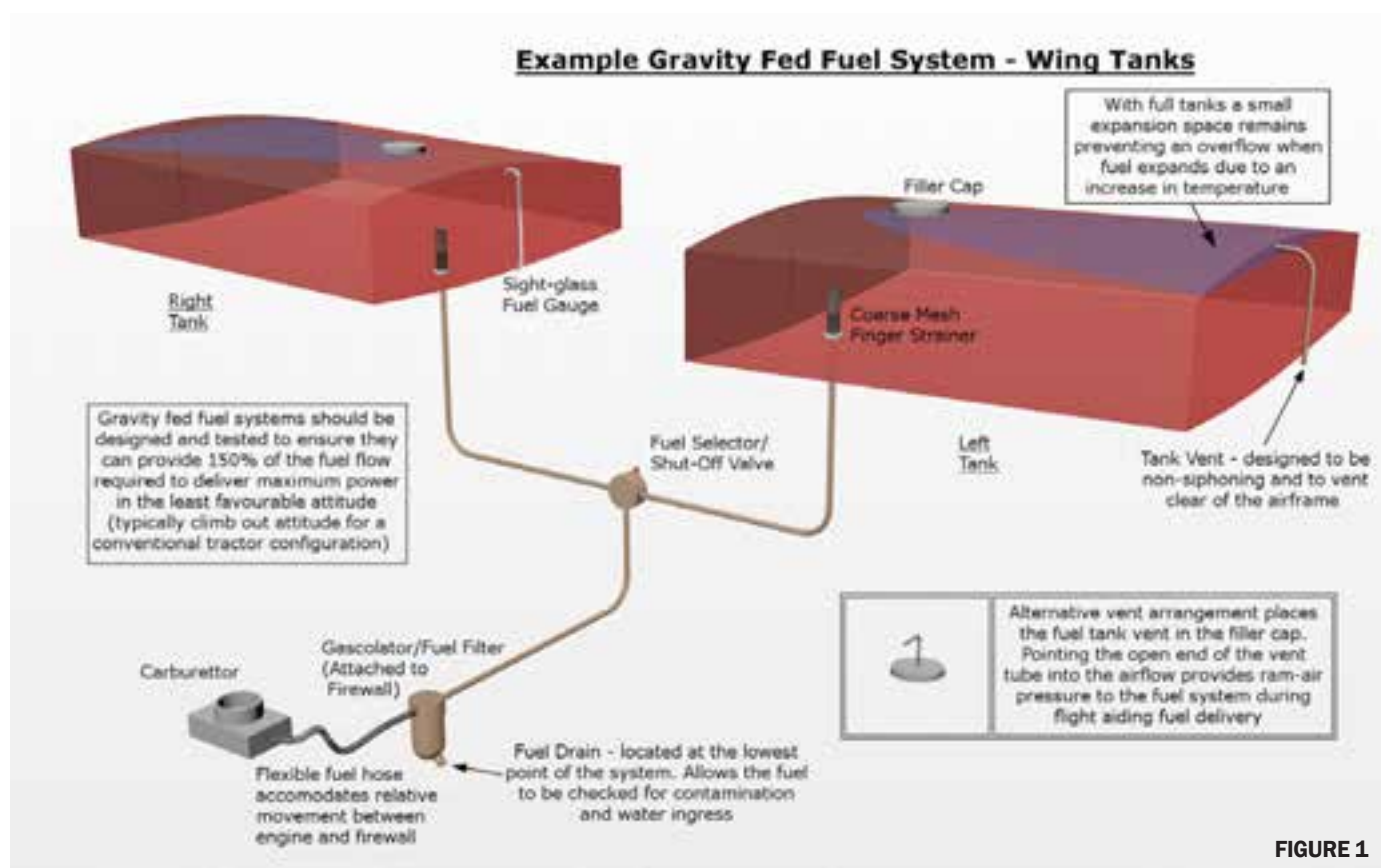 Example Gravity Fed Fuel System - Wing Tanks
With full tanks a small
expansion space remains
preventing an overflow when
fuel expands due to an
increase in temperature
Filler Cap
Sight-glass
Fuel Gauge
Right
Tank
Coarse Mesh
Finger Strainer
Gravity fed fuel systems should be
designed and tested to ensure they
can provide 150% of the fuel flow
required to deliver maximum power
in the least favourable attitude
(typically climb out attitude for a
conventional tractor configuration)
Fuel Selector/
Shut-Off Valve
Left
Tank
Tank Vent - designed to be
non-siphoning and to vent
clear of the airframe
Alternative vent arrangement places
the fuel tank vent in the filler cap.
Pointing the open end of the vent
tube into the airflow provides ram-air
pressure to the fuel system during
flight aiding fuel delivery
Gascolator/Fuel Filter
(Attached to
Firewall)
Carburettor
Fuel Drain - located at the lowest
point of the system. Allows the fuel
to be checked for contamination
and water ingress
Flexible fuel hose
accomodates relative
movement between
engine and firewall
FIGURE 1